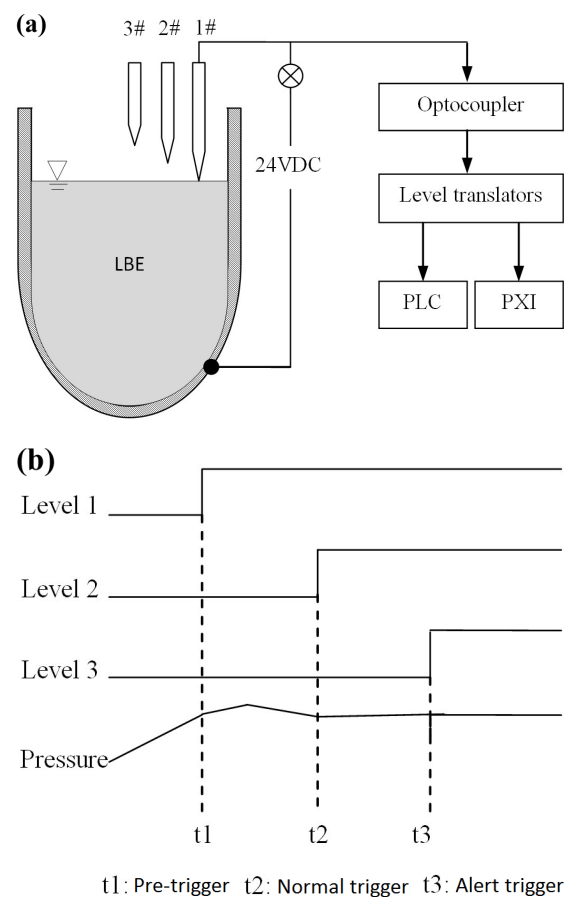 (a)
3# 2# 1#
Optocoupler
24VDC
Level translators
LBE
PLC PXI
(b)
Level 1
Level 2
Level 3
Pressure
t1 t2 t3
t1: Pre-trigger t2: Normal trigger t3: Alert trigger